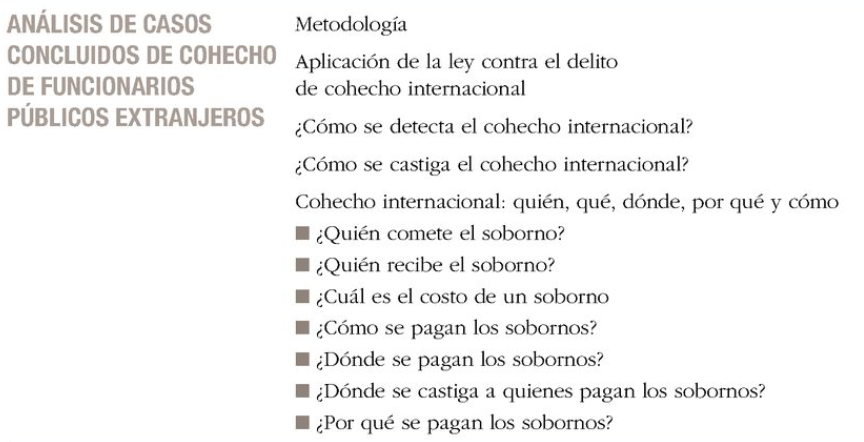 ANÁLISIS DE CASOS
CONCLUIDOS DE COHECHO
DE FUNCIONARIOS
PÚBLICOS EXTRANJEROS
Metodología
Aplicación de la ley contra el delito
de cohecho internacional
¿Cómo se detecta el cohecho internacional?
¿Cómo se castiga el cohecho internacional?
Cohecho internacional: quién, qué, dónde, por qué y cómo
■ ¿Quién comete el soborno?
■ ¿Quién recibe el soborno?
■ ¿Cuál es el costo de un soborno
■ ¿Cómo se pagan los sobornos?
■ ¿Dónde se pagan los sobornos?
■ ¿Dónde se castiga a quienes pagan los sobornos?
■ ¿Por qué se pagan los sobornos?